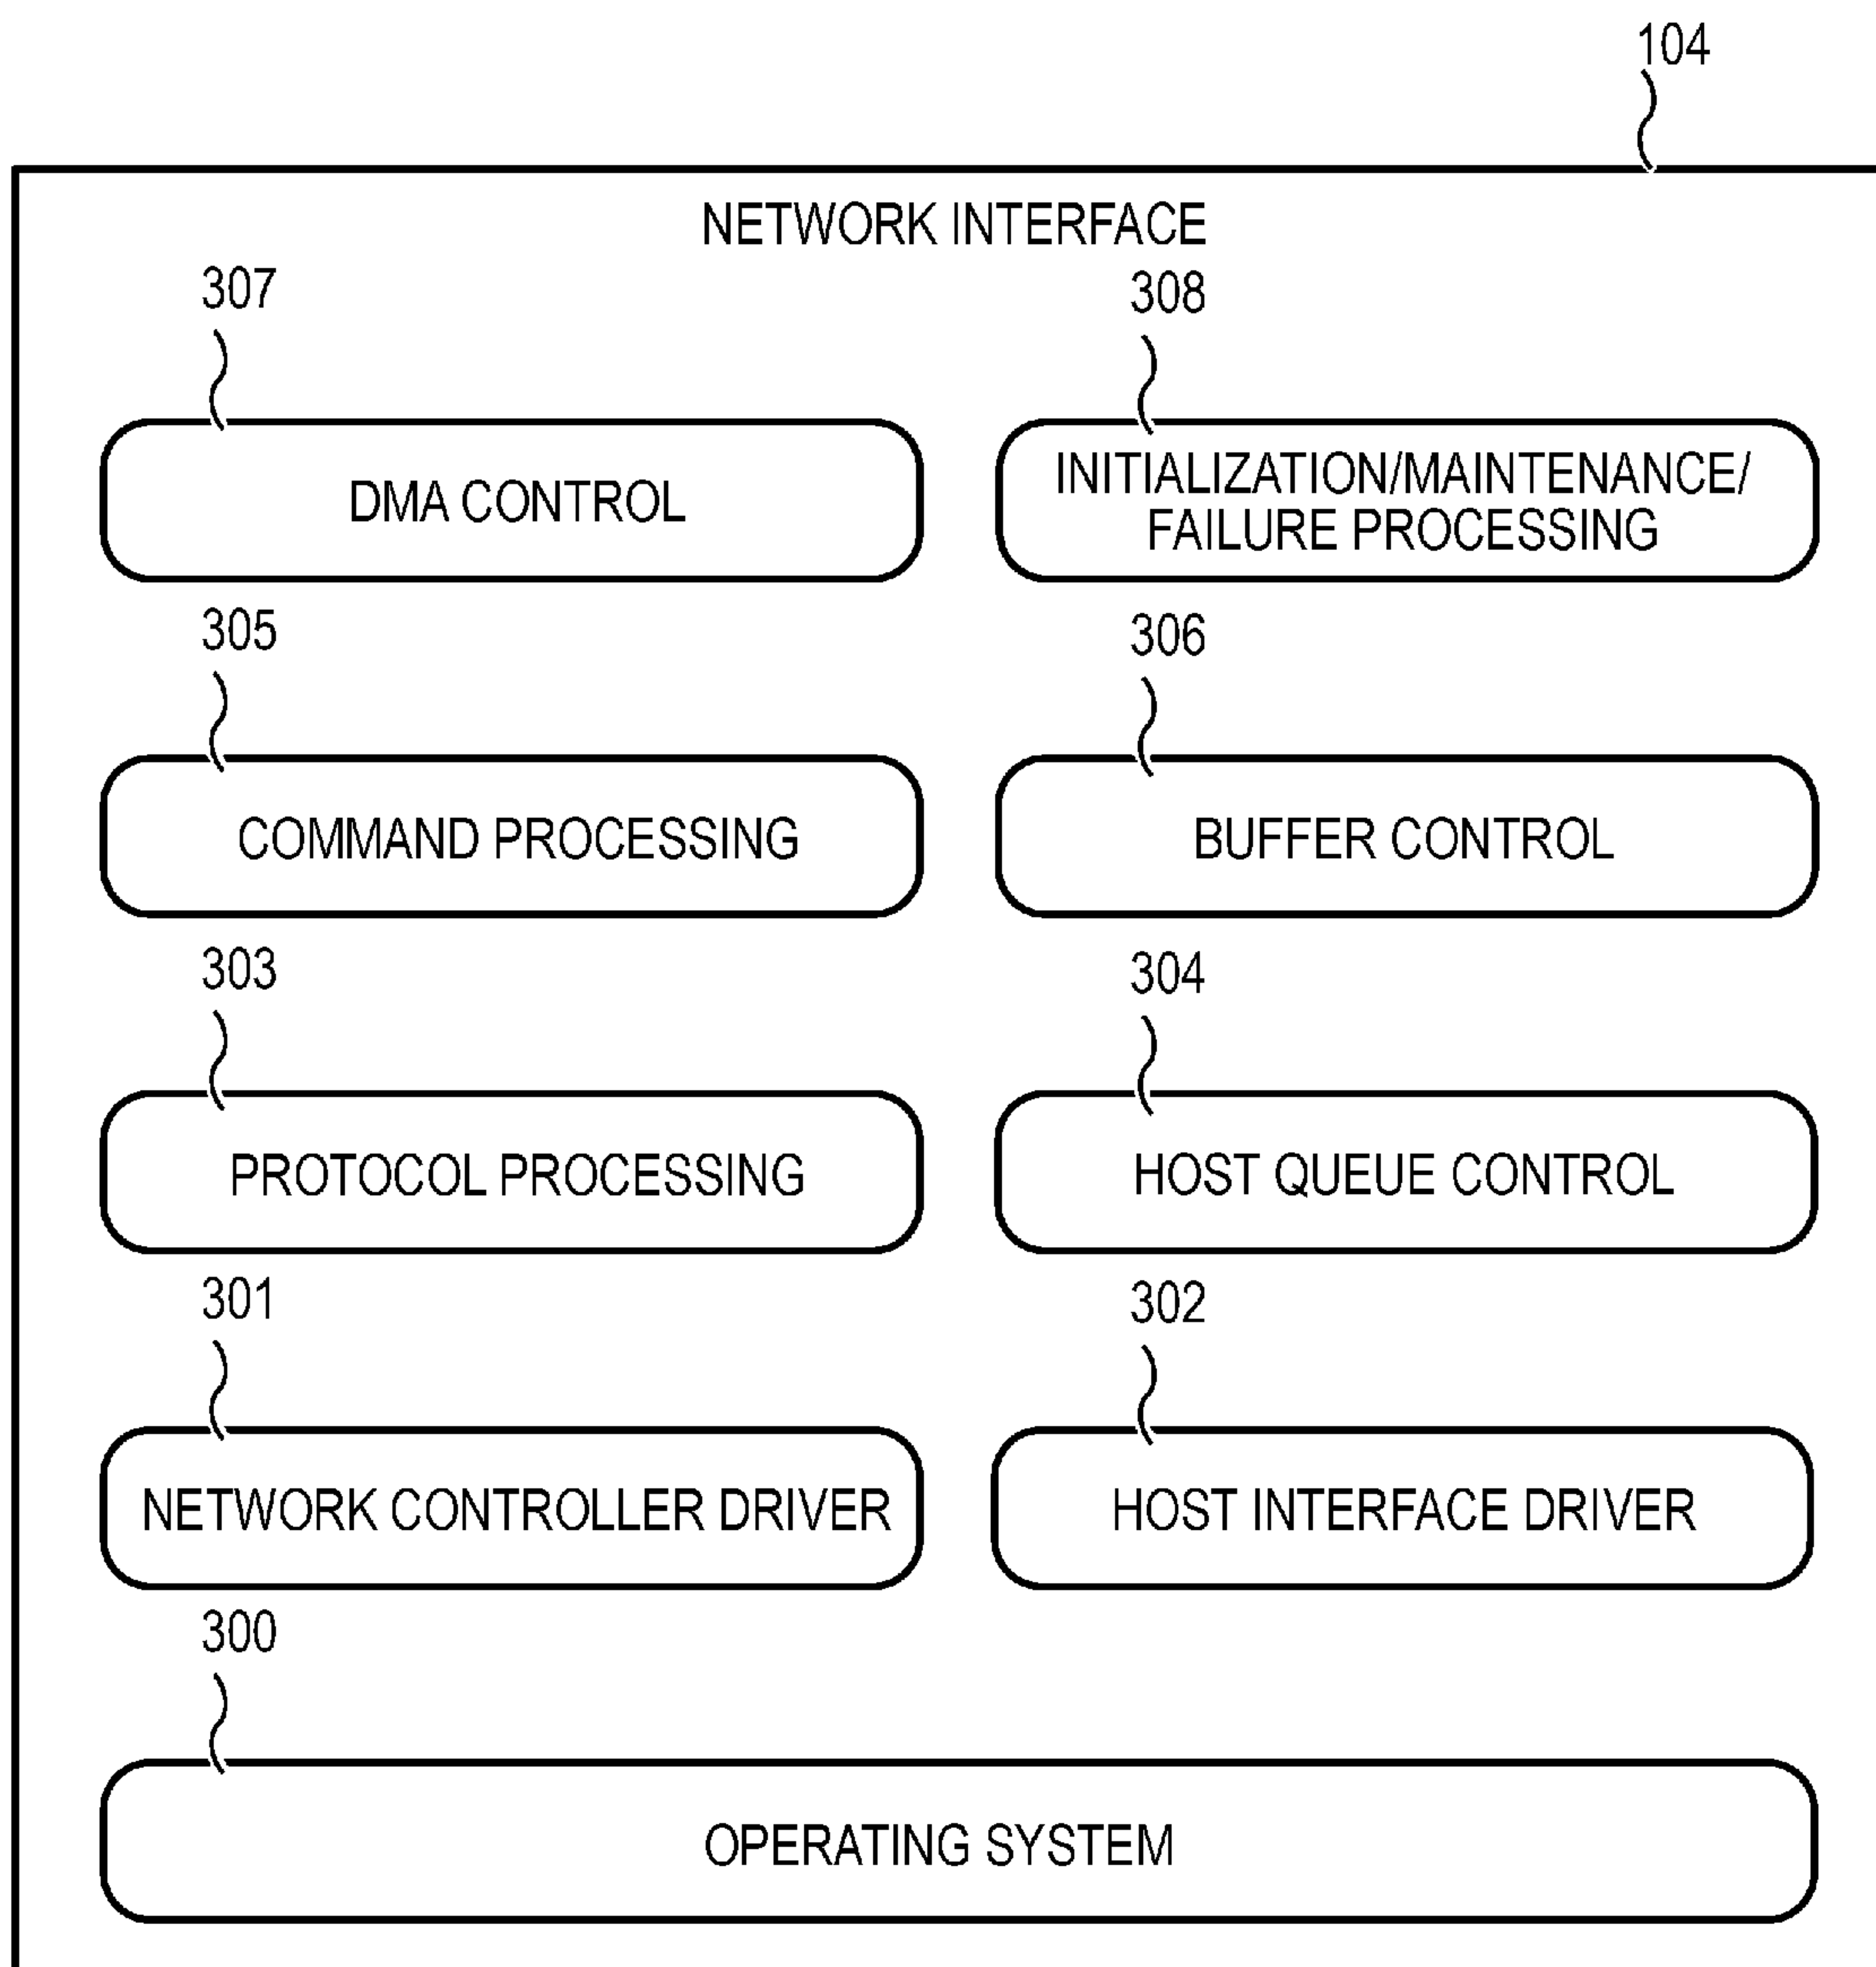 104
NETWORK INTERFACE
307
308
DMA CONTROL
INITIALIZATION/MAINTENANCE/
FAILURE PROCESSING
305
306
COMMAND PROCESSING
BUFFER CONTROL
303
304
PROTOCOL PROCESSING
HOST QUEUE CONTROL
301
302
NETWORK CONTROLLER DRIVER
HOST INTERFACE DRIVER
300
OPERATING SYSTEM